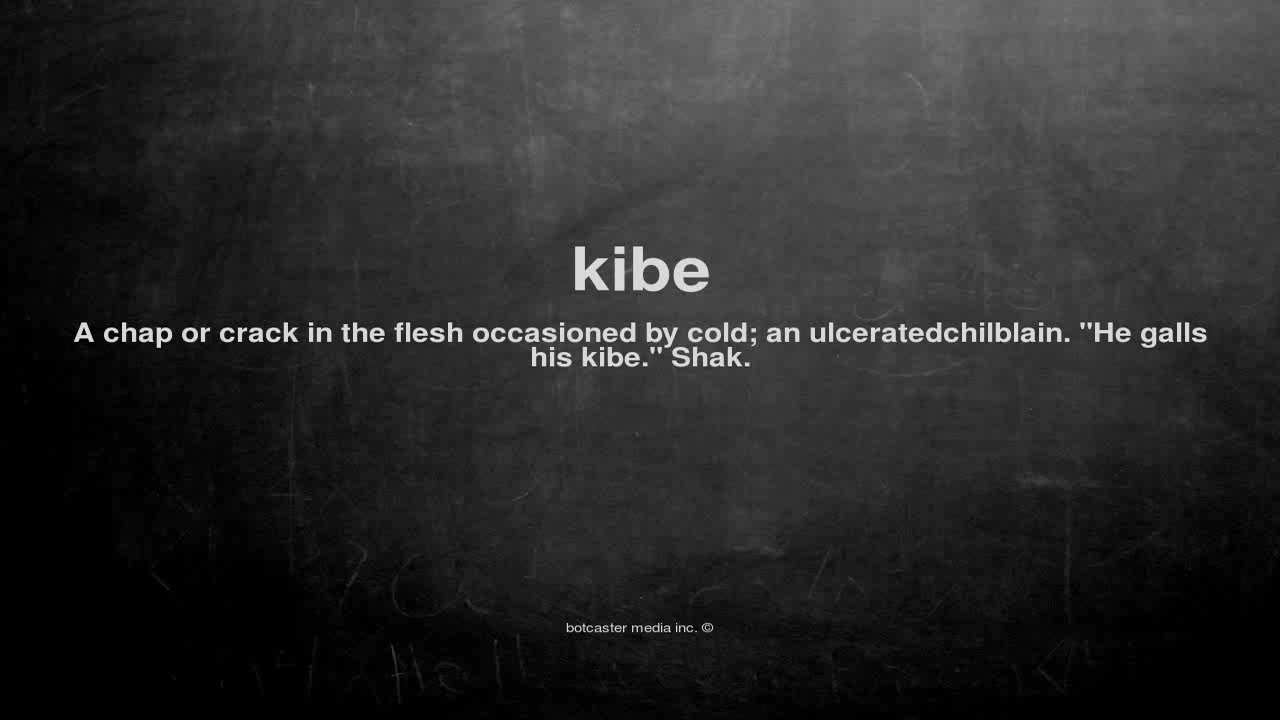 kibe
A chap or crack in the flesh occasioned by cold; an ulceratedchilblain. "He galls
his kibe." Shak.
botcaster media inc. ©